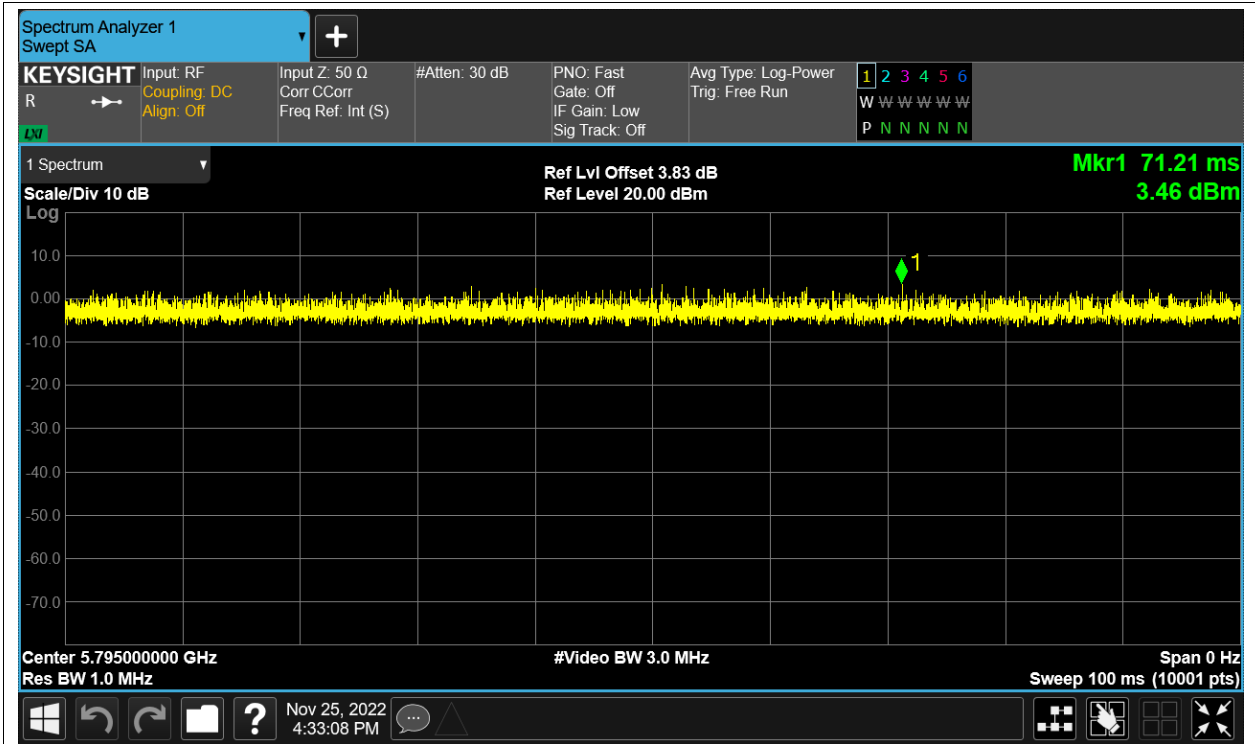 Spectrum Analyzer 1
Swept SA
KEYSIGHT
R
LXI
Input: RF
Coupling: DC
Align: Off
Input Z: 50 Ω
Corr CCorr
Freq Ref: Int (S)
#Atten: 30 dB
PNO: Fast
Gate: Off
IF Gain: Low
Sig Track: Off
Avg Type: Log-Power
Trig: Free Run
1 2 3 4 5 6
W W W W W W
P N N N N N
1 Spectrum
Scale/Div 10 dB
Log
Ref Lvl Offset 3.83 dB
Ref Level 20.00 dBm
Mkr1 71.21 ms
3.46 dBm
1
10.0
0.00
-10.0
-20.0
-30.0
-40.0
-50.0
-60.0
-70.0
Center 5.795000000 GHz
Res BW 1.0 MHz
#Video BW 3.0 MHz
Span 0 Hz
Sweep 100 ms (10001 pts)
?
Nov 25, 2022
4:33:08 PM